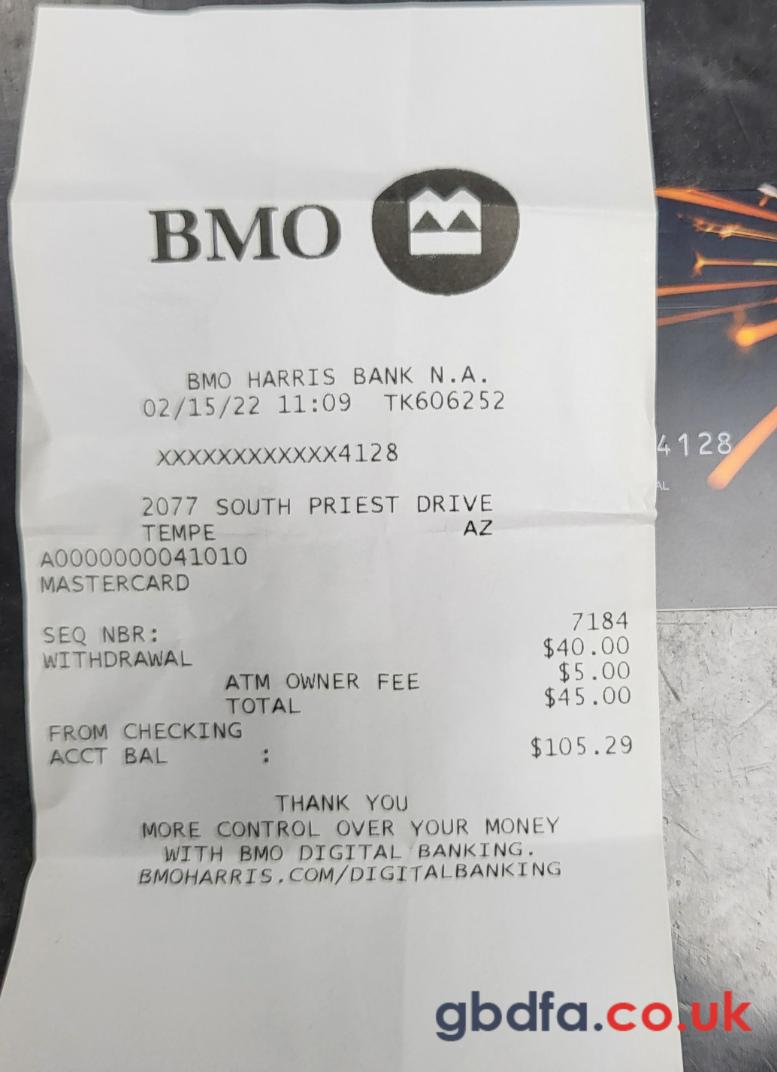 BMO
BMO HARRIS BANK N.A.
02/15/22 11:09 TK606252
XXXXXXXXXXXX4128
2077 SOUTH PRIEST DRIVE
TEMPE AZ
A0000000041010
MASTERCARD
SEQ NBR: 7184
WITHDRAWAL $40.00
ATM OWNER FEE $5.00
TOTAL $45.00
FROM CHECKING
ACCT BAL : $105.29
THANK YOU
MORE CONTROL OVER YOUR MONEY
WITH BMO DIGITAL BANKING.
BMOHARRIS.COM/DIGITALBANKING
4128
AL
gbdfa.co.uk